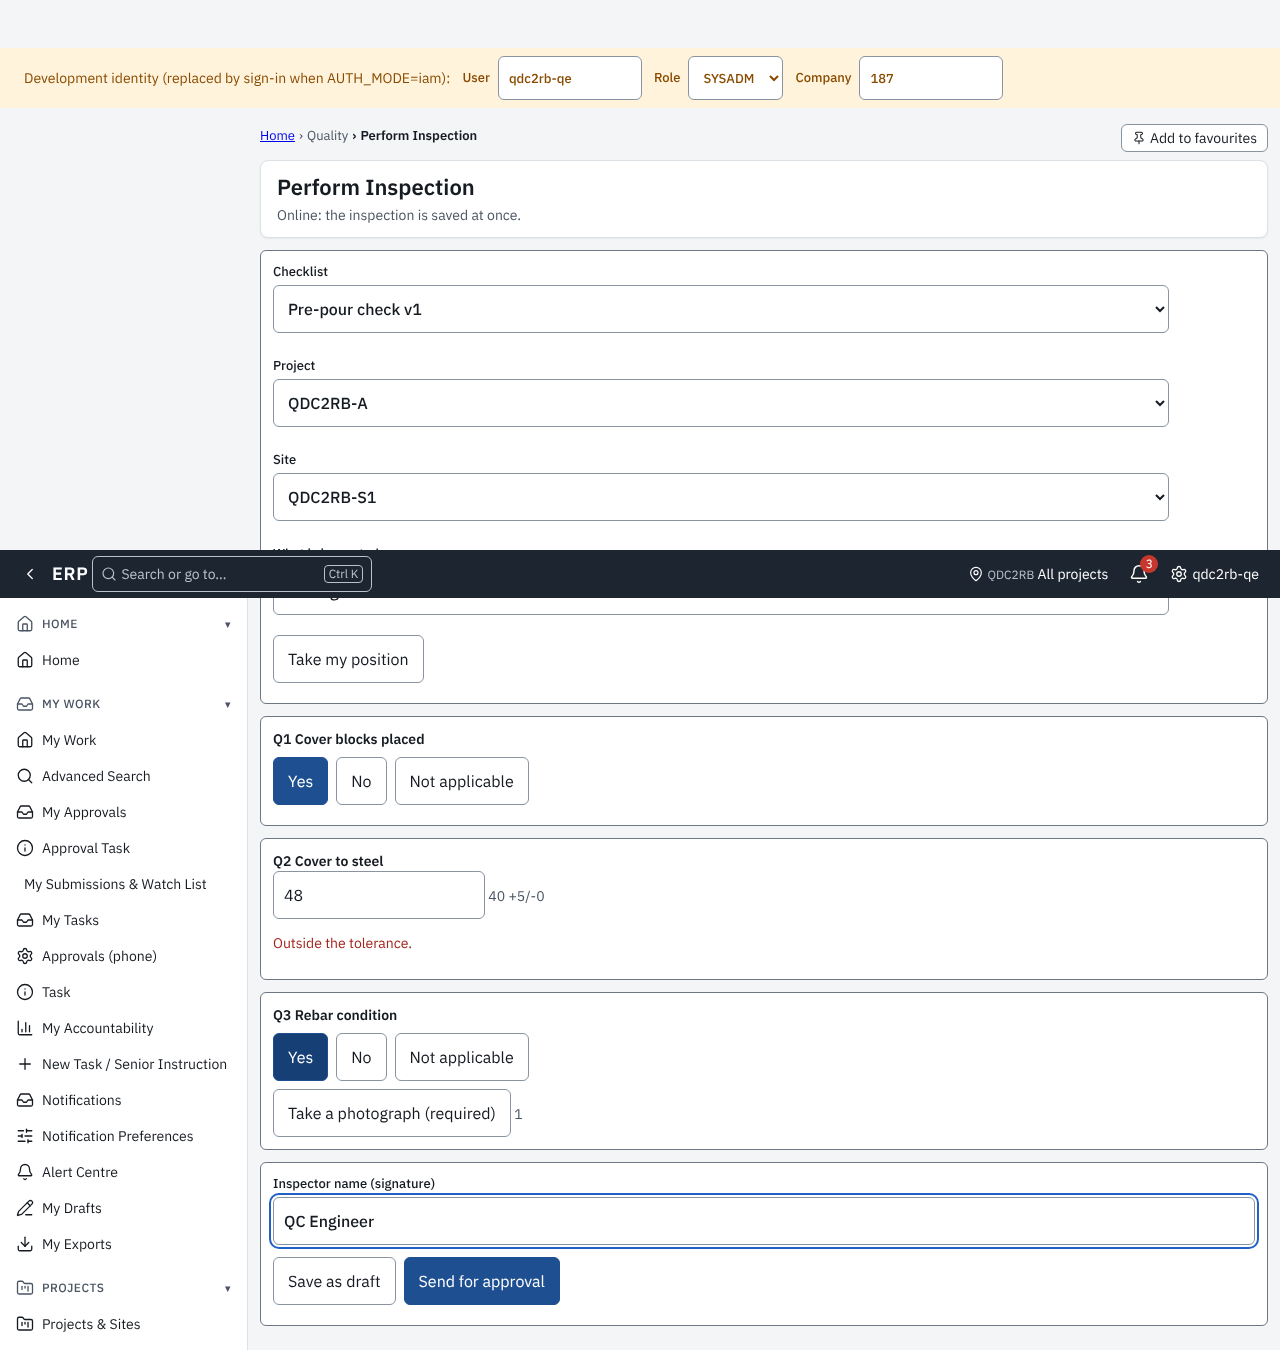 Development identity (replaced by sign-in when AUTH_MODE=iam): User qdc2rb-qe Role SYSADM Company 187
Home › Quality › Perform Inspection
Add to favourites
Perform Inspection
Online: the inspection is saved at once.
Checklist
Pre-pour check v1
Project
QDC2RB-A
Site
QDC2RB-S1
ERP Search or go to... Ctrl K QDC2RB All projects 3 qdc2rb-qe
HOME
Home
MY WORK
My Work
Advanced Search
My Approvals
Approval Task
My Submissions & Watch List
My Tasks
Approvals (phone)
Task
My Accountability
New Task / Senior Instruction
Notifications
Notification Preferences
Alert Centre
My Drafts
My Exports
PROJECTS
Projects & Sites
Take my position
Q1 Cover blocks placed
Yes No Not applicable
Q2 Cover to steel
48 40 +5/-0
Outside the tolerance.
Q3 Rebar condition
Yes No Not applicable
Take a photograph (required) 1
Inspector name (signature)
QC Engineer
Save as draft Send for approval